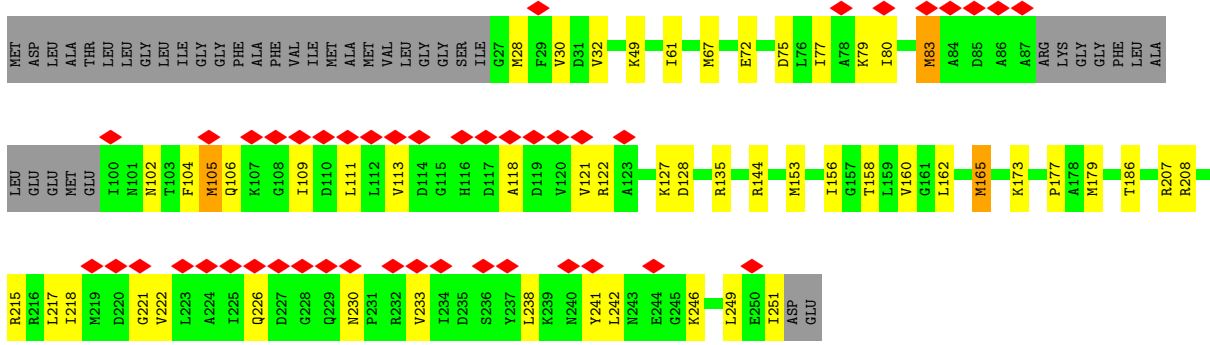 MET ASP LEU ALA THR LEU LEU GLY LEU ILE GLY GLY PHE ALA PHE VAL ILE MET ALA MET VAL LEU GLY GLY SER ILE G27 M28 F29 V30 D31 V32 K49 I61 M67 E72 D75 L76 I77 A78 K79 I80 M83 A84 D85 A86 A87 ARG LYS GLY GLY PHE LEU ALA
LEU GLU GLU MET GLU I100 N101 N102 T103 F104 M105 Q106 K107 G108 I109 D110 L111 L112 V113 D114 G115 H116 D117 A118 D119 V120 V121 R122 A123 K127 D128 R135 R144 M153 I156 G157 T158 L159 V160 G161 L162 M165 K173 P177 A178 M179 T186 R207 R208
R215 R216 L217 I218 M219 D220 G221 V222 L223 A224 I225 Q226 D227 G228 Q229 N230 P231 R232 V233 I234 D235 S236 Y237 L238 K239 N240 Y241 L242 N243 E244 G245 K246 L249 E250 I251 ASP GLU